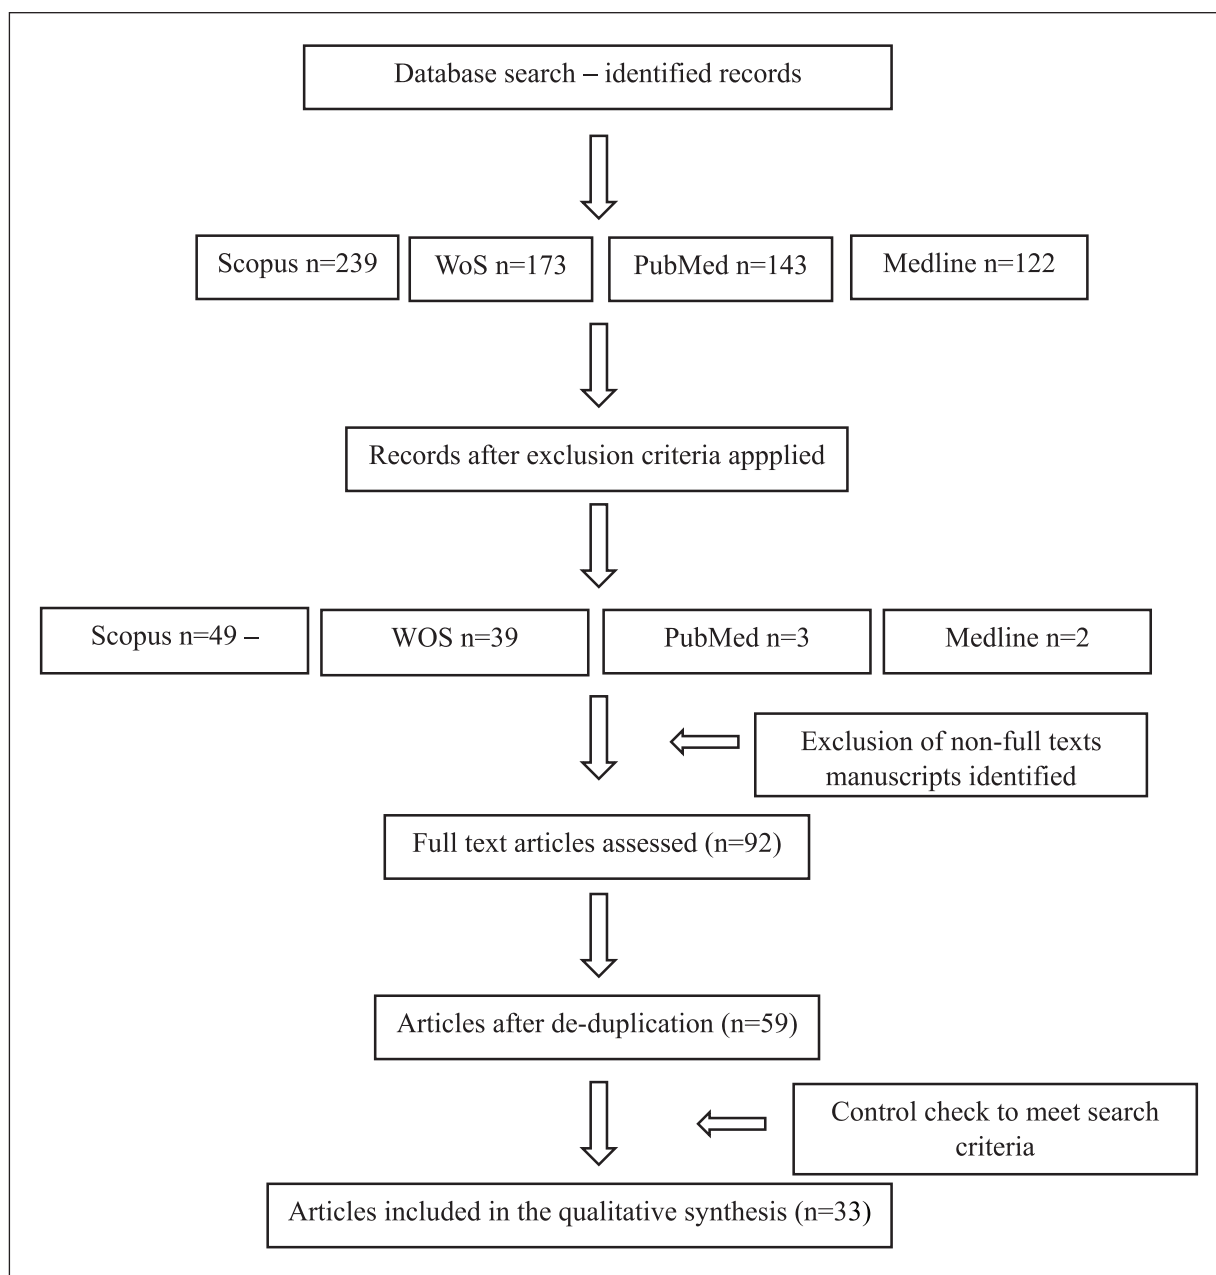 Database search – identified records
Scopus n=239
WoS n=173
PubMed n=143
Medline n=122
Records after exclusion criteria appplied
Scopus n=49 –
WOS n=39
PubMed n=3
Medline n=2
Exclusion of non-full texts
manuscripts identified
Full text articles assessed (n=92)
Articles after de-duplication (n=59)
Control check to meet search
criteria
Articles included in the qualitative synthesis (n=33)